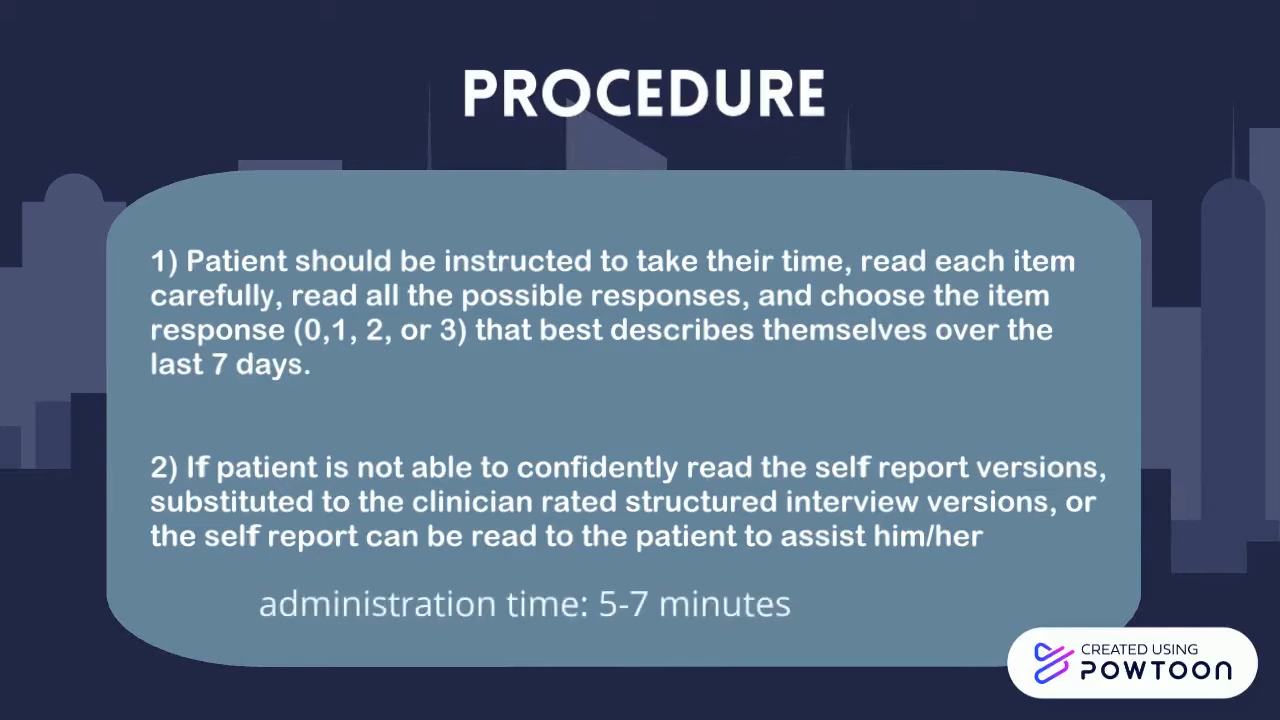 PROCEDURE
1) Patient should be instructed to take their time, read each item
carefully, read all the possible responses, and choose the item
response (0,1, 2, or 3) that best describes themselves over the
last 7 days.
2) If patient is not able to confidently read the self report versions,
substituted to the clinician rated structured interview versions, or
the self report can be read to the patient to assist him/her
administration time: 5-7 minutes
CREATED USING
POWTOON